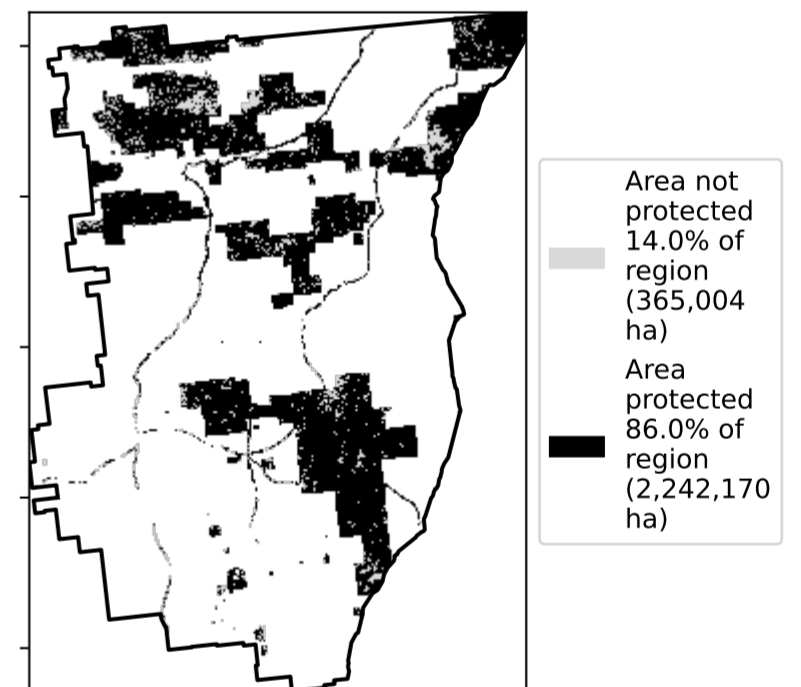 Area not
protected
14.0% of
region
(365,004
ha)
Area
protected
86.0% of
region
(2,242,170
ha)